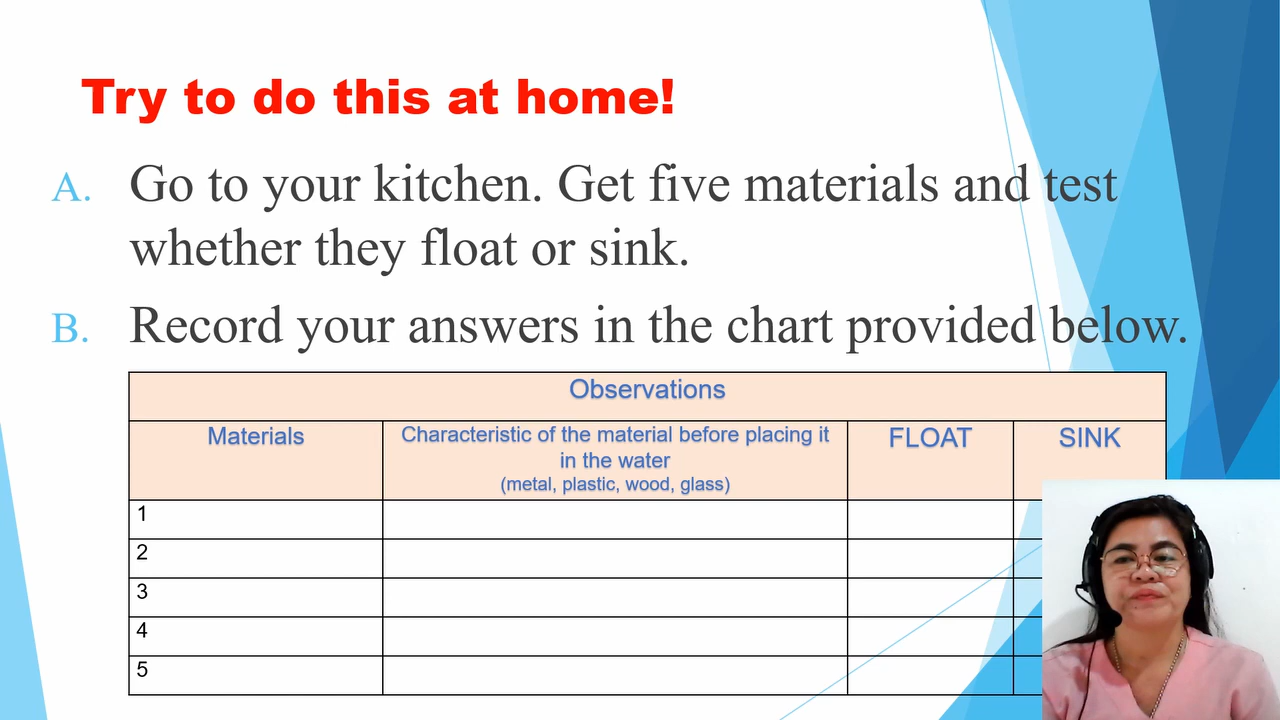 Try to do this at home!
A. Go to your kitchen. Get five materials and test
whether they float or sink.
B. Record your answers in the chart provided below.
Observations
Materials
Characteristic of the material before placing it
in the water
(metal, plastic, wood, glass)
FLOAT
SINK
1
2
3
4
5